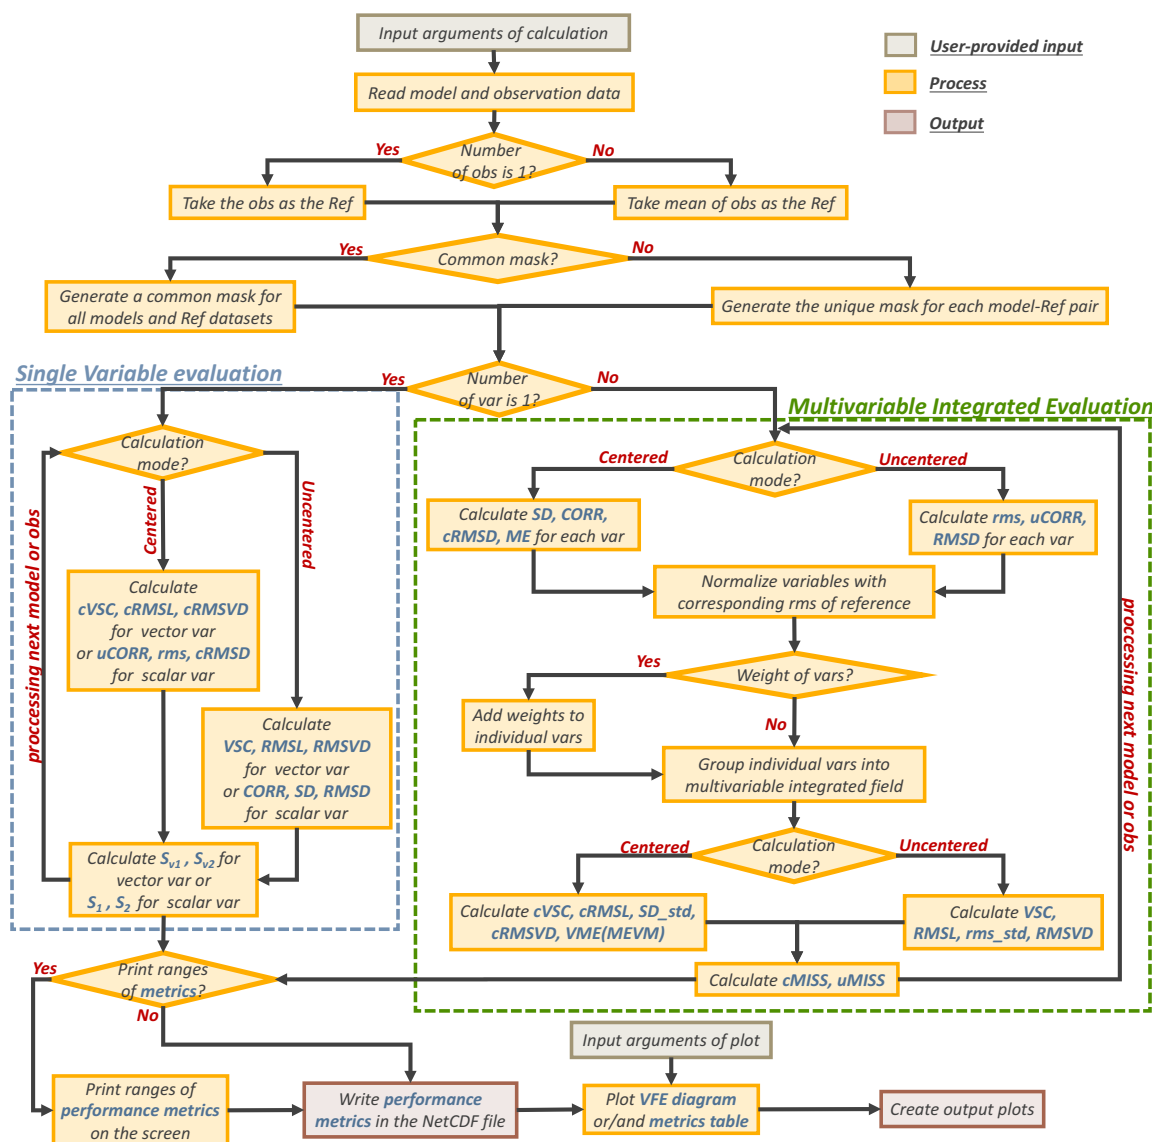 Input arguments of calculation
User-provided input
Read model and observation data
Process
Output
Yes
Number
of obs is 1?
No
Take the obs as the Ref
Take mean of obs as the Ref
Yes
Common mask?
No
Generate a common mask for
all models and Ref datasets
Generate the unique mask for each model-Ref pair
Single Variable evaluation
Yes
Number
of var is 1?
No
Multivariable Integrated Evaluation
Calculation
mode?
Centered
Uncentered
proccessing next model or obs
Calculate
cVSC, cRMSL, cRMSVD
for vector var
or uCORR, rms, cRMSD
for scalar var
Calculate
VSC, RMSL, RMSVD
for vector var
or CORR, SD, RMSD
for scalar var
Calculate Sv1 , Sv2 for
vector var or
S1 , S2 for scalar var
Centered
Calculation
mode?
Uncentered
Calculate SD, CORR,
cRMSD, ME for each var
Calculate rms, uCORR,
RMSD for each var
Normalize variables with
corresponding rms of reference
proccessing next model or obs
Yes
Weight of vars?
No
Add weights to
individual vars
Group individual vars into
multivariable integrated field
Centered
Calculation
mode?
Uncentered
Calculate cVSC, cRMSL, SD_std,
cRMSVD, VME(MEVM)
Calculate VSC,
RMSL, rms_std, RMSVD
Calculate cMISS, uMISS
Yes
Print ranges
of metrics?
No
Input arguments of plot
Print ranges of
performance metrics
on the screen
Write performance
metrics in the NetCDF file
Plot VFE diagram
or/and metrics table
Create output plots